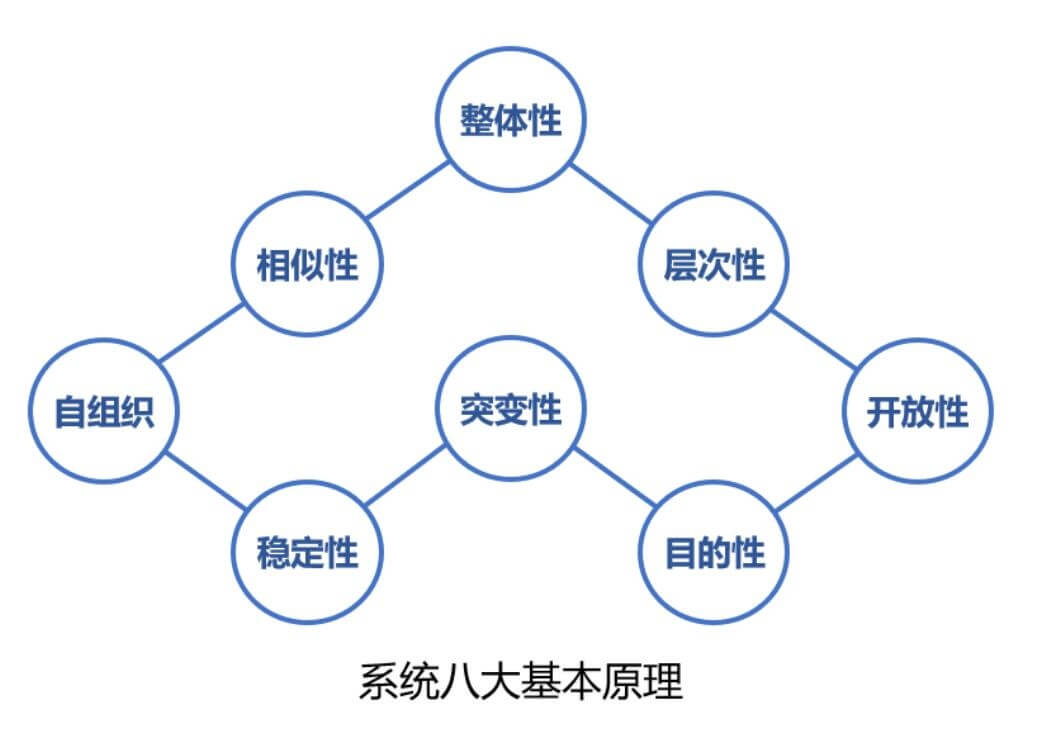 整体性
相似性
层次性
自组织
突变性
开放性
稳定性
目的性
系统八大基本原理